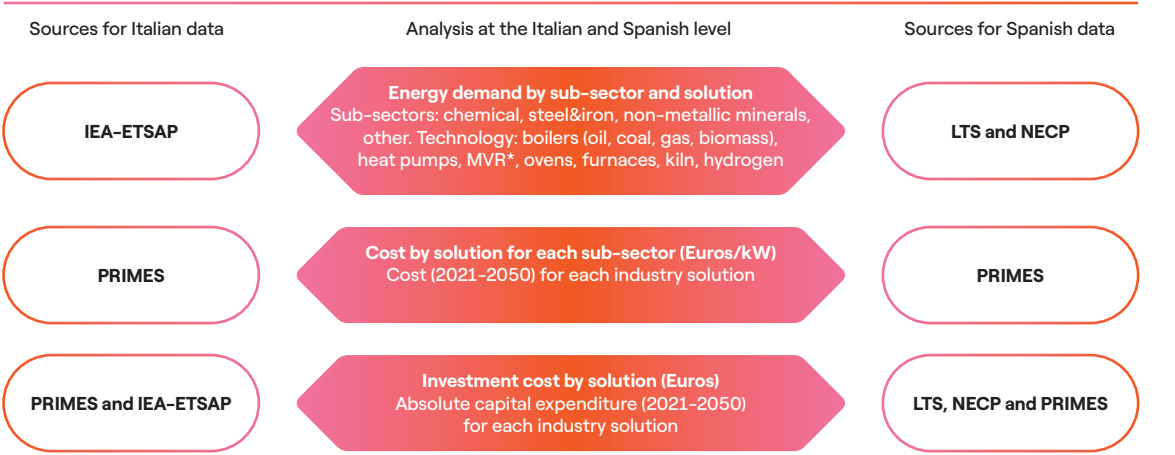 Sources for Italian data
Analysis at the Italian and Spanish level
Sources for Spanish data
IEA-ETSAP
Energy demand by sub-sector and solution
Sub-sectors: chemical, steel&iron, non-metallic minerals,
other. Technology: boilers (oil, coal, gas, biomass),
heat pumps, MVR*, ovens, furnaces, kiln, hydrogen
LTS and NECP
PRIMES
Cost by solution for each sub-sector (Euros/kW)
Cost (2021-2050) for each industry solution
PRIMES
PRIMES and IEA-ETSAP
Investment cost by solution (Euros)
Absolute capital expenditure (2021-2050)
for each industry solution
LTS, NECP and PRIMES